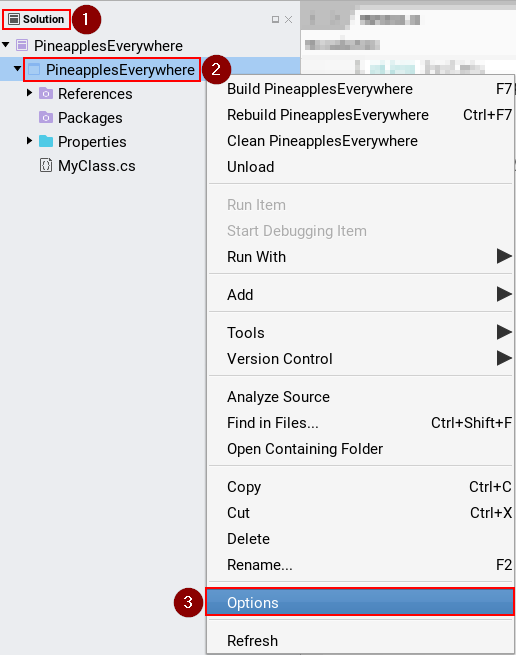 Solution 1
PineapplesEverywhere
PineapplesEverywhere 2
References
Packages
Properties
MyClass.cs
Build PineapplesEverywhere F7
Rebuild PineapplesEverywhere Ctrl+F7
Clean PineapplesEverywhere
Unload
Run Item
Start Debugging Item
Run With
Add
Tools
Version Control
Analyze Source
Find in Files... Ctrl+Shift+F
Open Containing Folder
Copy Ctrl+C
Cut Ctrl+X
Delete
Rename... F2
3 Options
Refresh